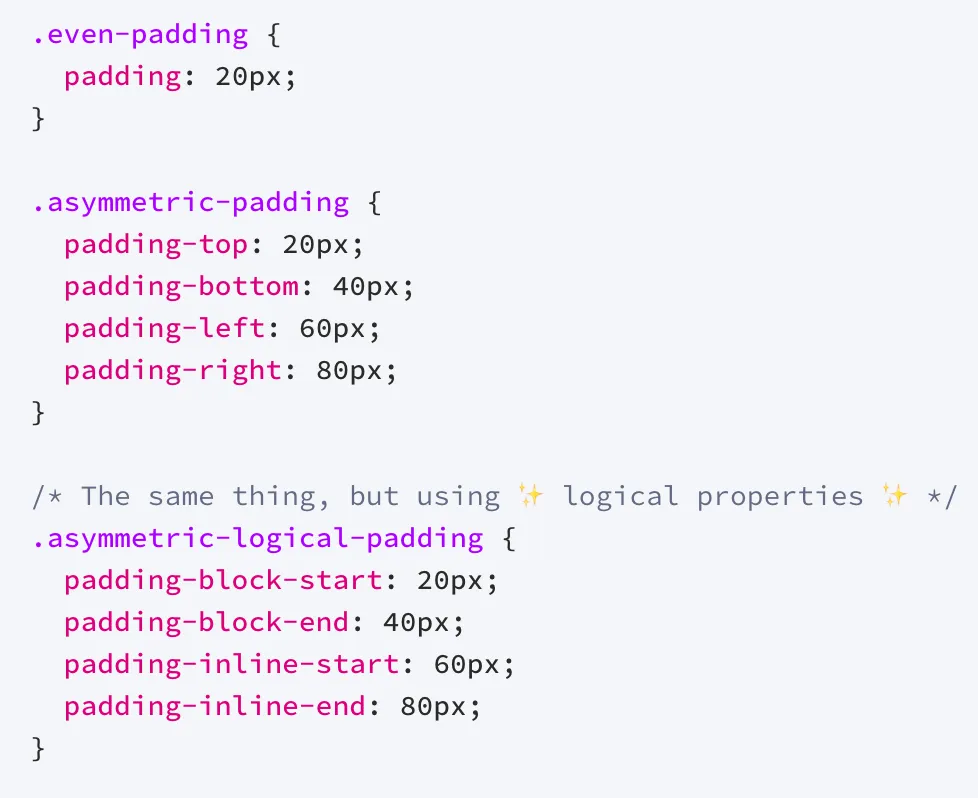 .even-padding {
  padding: 20px;
}

.asymmetric-padding {
  padding-top: 20px;
  padding-bottom: 40px;
  padding-left: 60px;
  padding-right: 80px;
}

/* The same thing, but using ✨ logical properties ✨ */
.asymmetric-logical-padding {
  padding-block-start: 20px;
  padding-block-end: 40px;
  padding-inline-start: 60px;
  padding-inline-end: 80px;
}